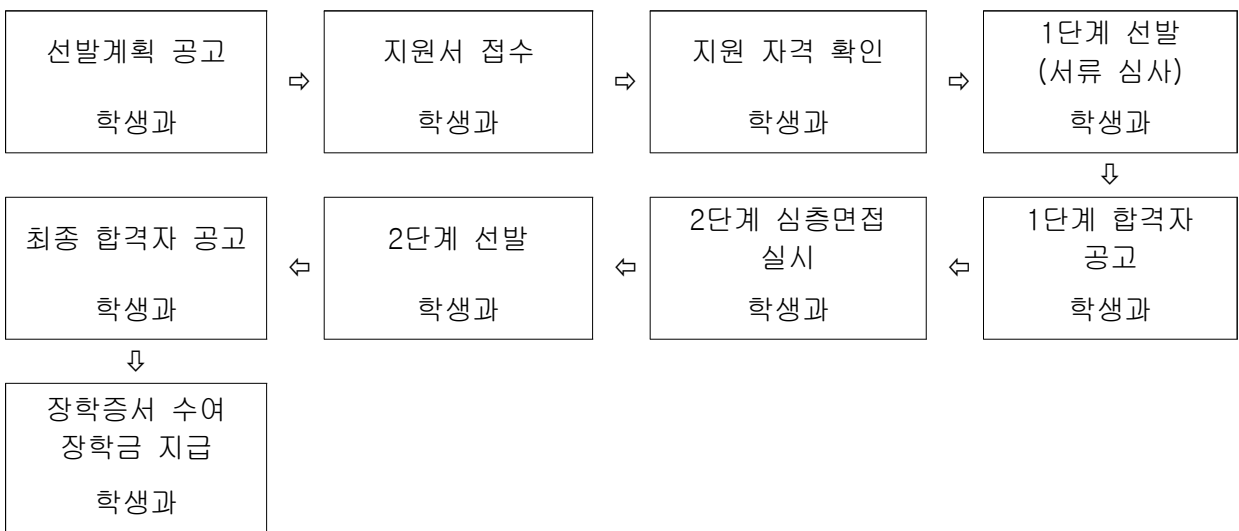 선발계획 공고
학생과
⇨
지원서 접수
학생과
⇨
지원 자격 확인
학생과
⇨
1단계 선발
(서류 심사)
학생과
⇩
1단계 합격자
공고
학생과
⇦
2단계 심층면접
실시
학생과
⇦
2단계 선발
학생과
⇦
최종 합격자 공고
학생과
⇩
장학증서 수여
장학금 지급
학생과